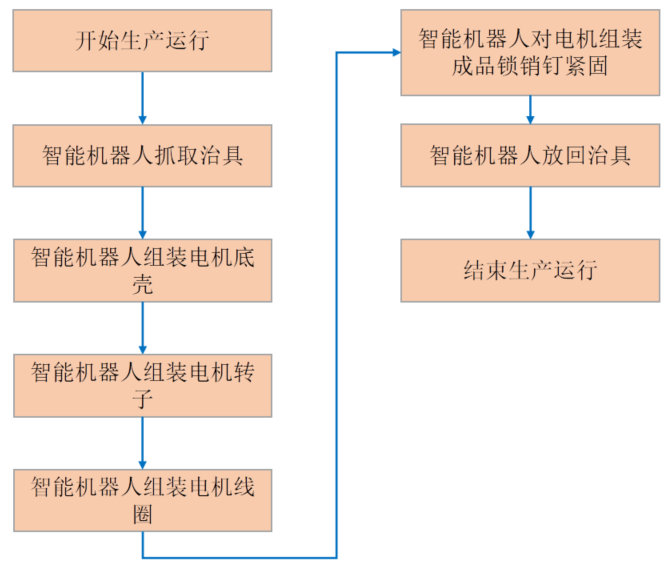 开始生产运行
智能机器人抓取治具
智能机器人组装电机底
壳
智能机器人组装电机转
子
智能机器人组装电机线
圈
智能机器人对电机组装
成品锁销钉紧固
智能机器人放回治具
结束生产运行